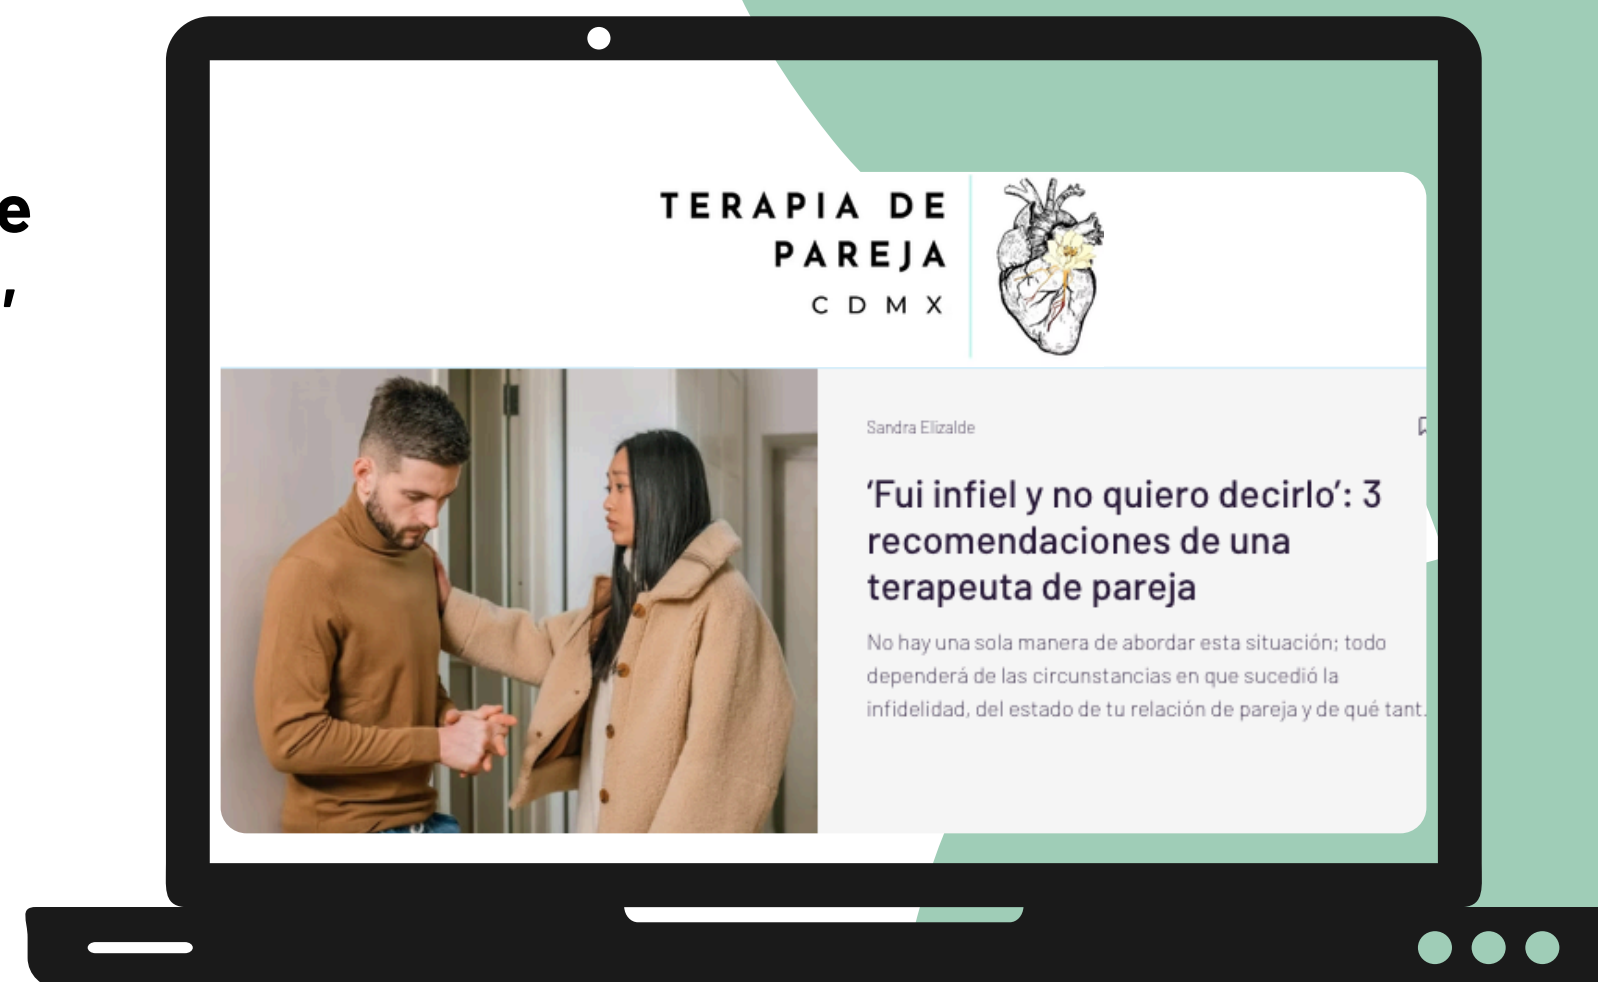 e
,
TERAPIA DE
PAREJA
CDMX
Sandra Elizalde
‘Fui infiel y no quiero decirlo’: 3
recomendaciones de una
terapeuta de pareja
No hay una sola manera de abordar esta situación; todo
dependerá de las circunstancias en que sucedió la
infidelidad, del estado de tu relación de pareja y de qué tant.